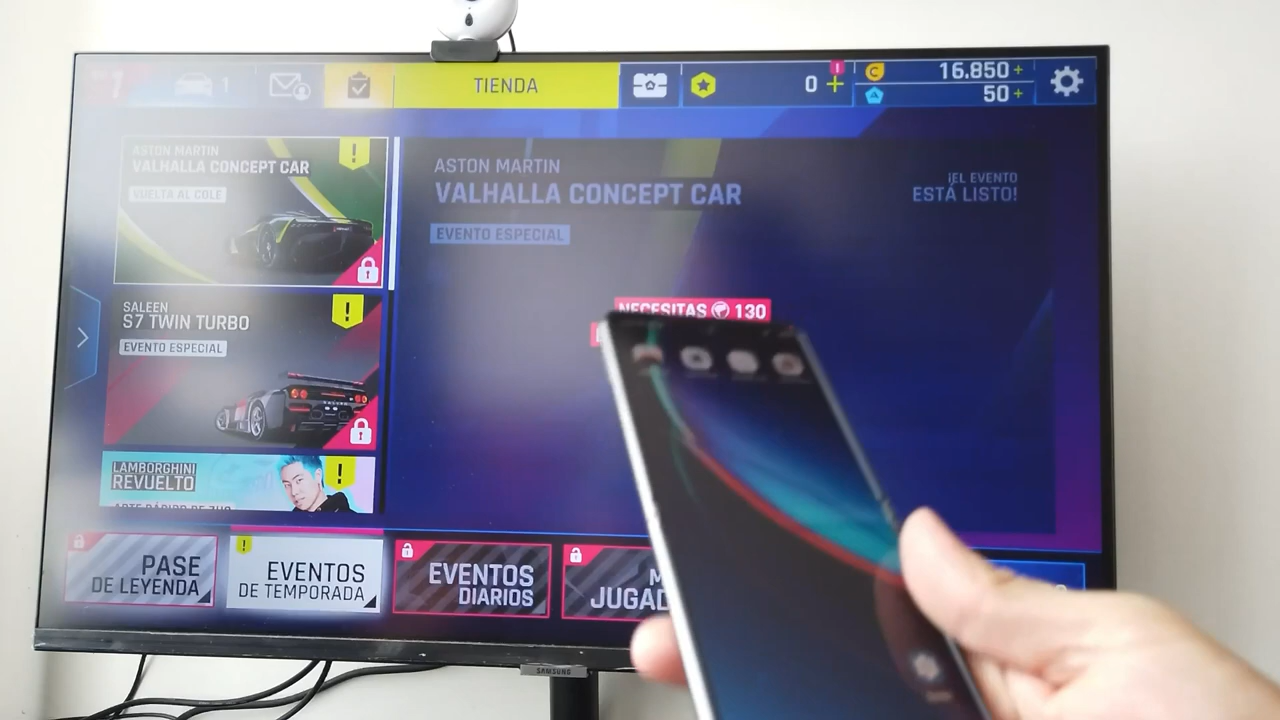 1
TIENDA
0
16.850+
50+
ASTON MARTIN
VALHALLA CONCEPT CAR
VUELTA AL COLE
SALEEN
S7 TWIN TURBO
EVENTO ESPECIAL
LAMBORGHINI
REVUELTO
ASTON MARTIN
VALHALLA CONCEPT CAR
EVENTO ESPECIAL
¡EL EVENTO
ESTÁ LISTO!
NECESITAS 130
PASE
DE LEYENDA
EVENTOS
DE TEMPORADA
EVENTOS
DIARIOS
SAMSUNG